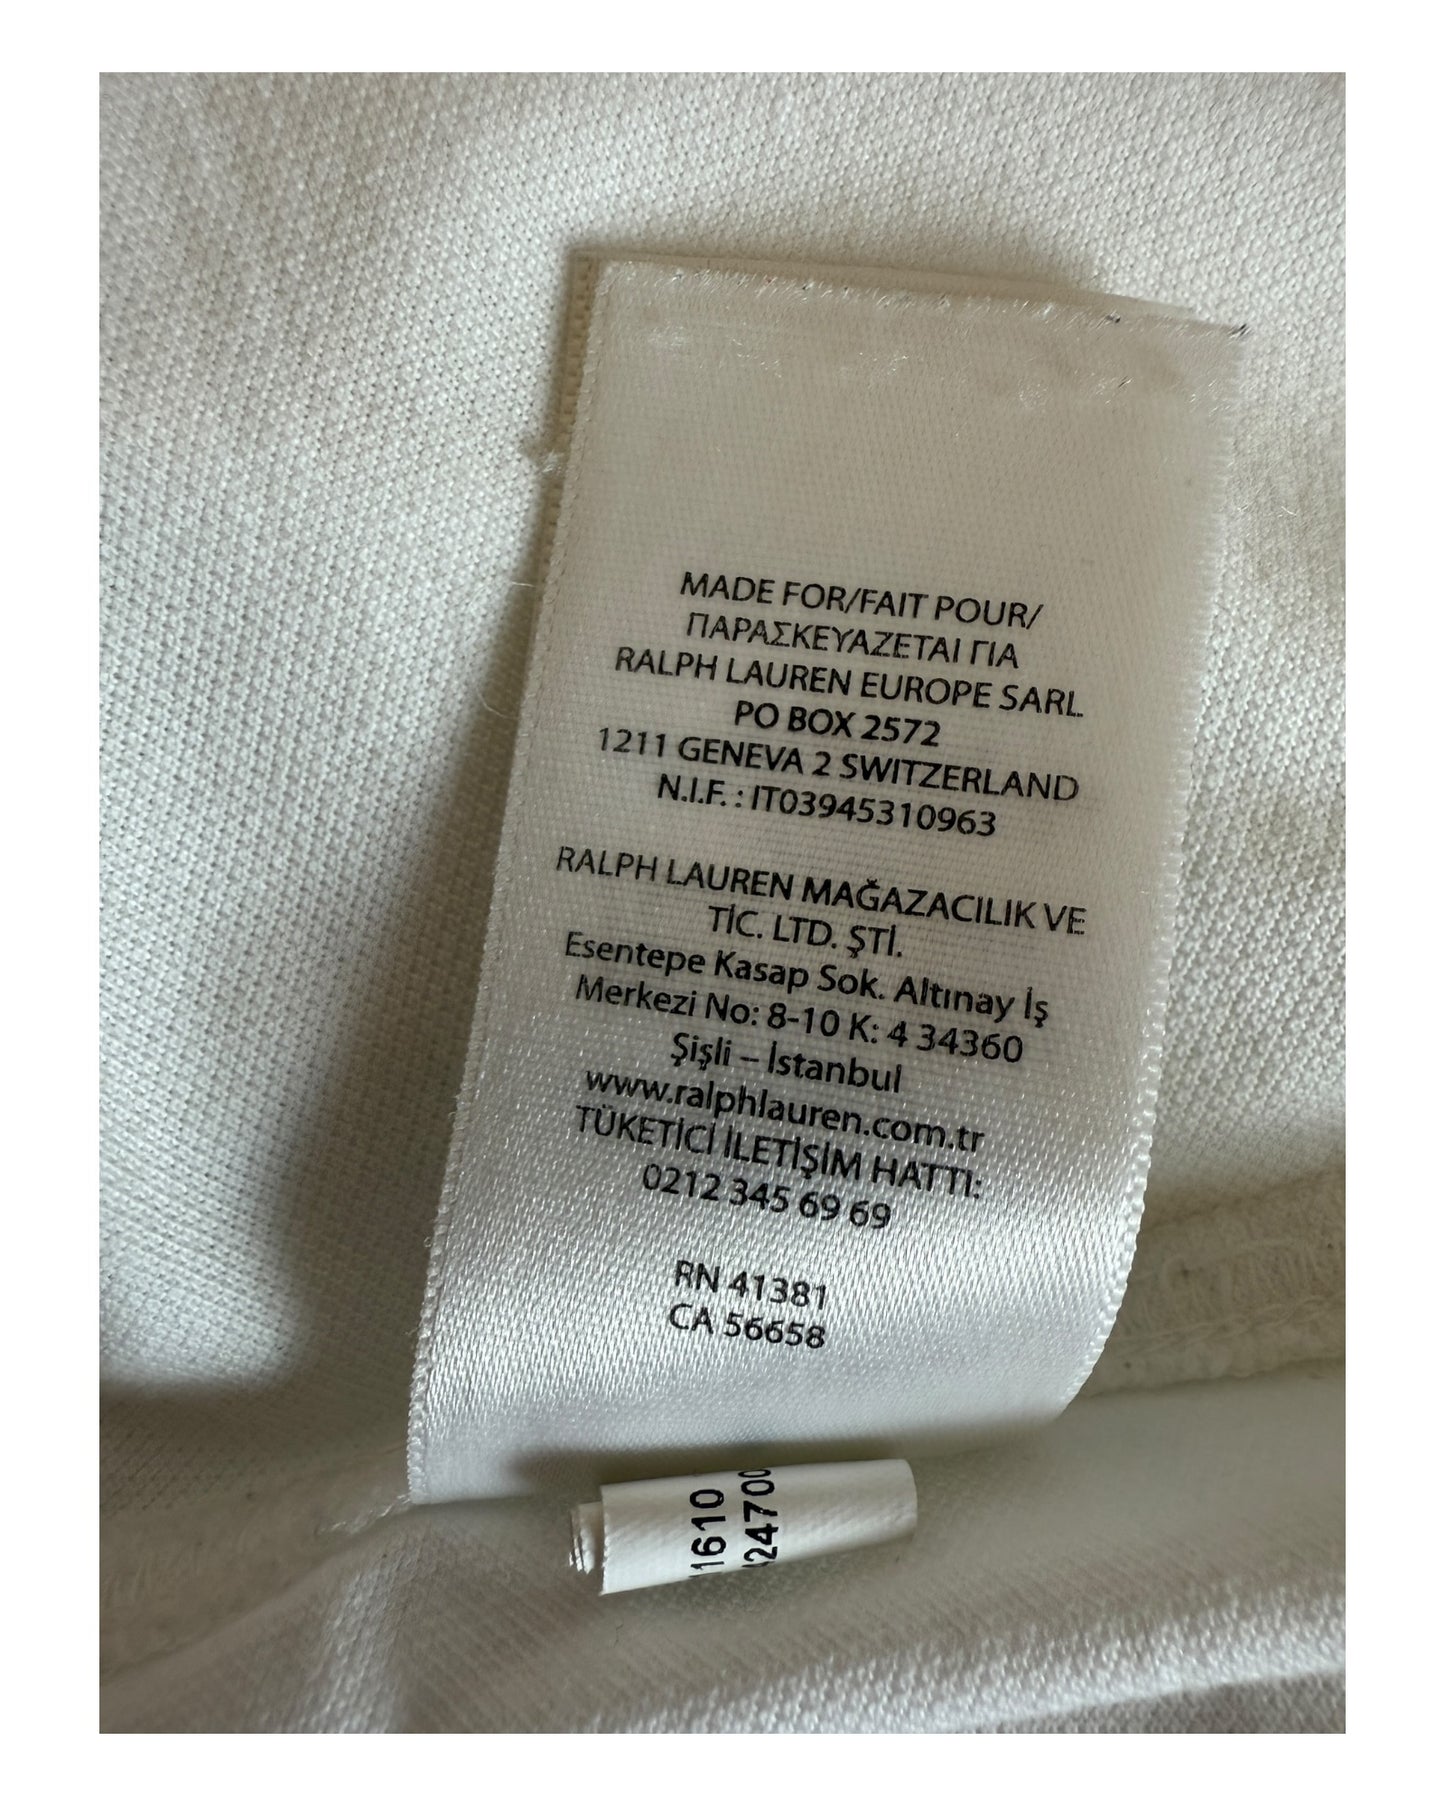 MADE FOR/FAIT POUR/
ΠΑΡΑΣΚΕΥΑΖΕΤΑΙ ΓΙΑ
RALPH LAUREN EUROPE SARL
PO BOX 2572
1211 GENEVA 2 SWITZERLAND
N.I.F. : IT03945310963
RALPH LAUREN MAĞAZACILIK VE
TİC. LTD. ŞTİ.
Esentepe Kasap Sok. Altınay İş
Merkezi No: 8-10 K: 4 34360
Şişli – İstanbul
www.ralphlauren.com.tr
TÜKETİCİ İLETİŞİM HATTI:
0212 345 69 69
RN 41381
CA 56658